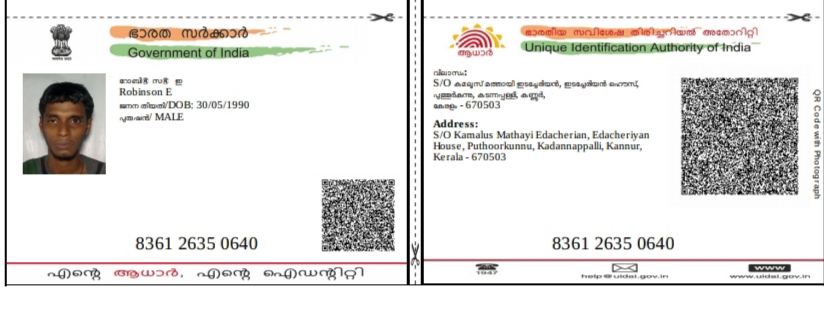 ഭാരത സർക്കാർ
Government of India
റോബിൻ സൺ ഇ
Robinson E
ജനന തിയതി/DOB: 30/05/1990
പുരുഷൻ/ MALE
8361 2635 0640
എന്റെ ആധാർ, എന്റെ ഐഡന്റിറ്റി
ആധാർ
ഭാരതീയ സവിശേഷ തിരിച്ചറിയൽ അതോറിറ്റി
Unique Identification Authority of India
വിലാസം:
S/O കമലൂസ് മത്തായി ഇടച്ചേരിയൻ, ഇടച്ചേരിയൻ ഹൌസ്,
പുത്തൂർകുന്ന, കടന്നപ്പള്ളി, കണ്ണൂർ,
കേരളം - 670503
Address:
S/O Kamalus Mathayi Edacherian, Edacheriyan
House, Puthoorkunnu, Kadannappalli, Kannur,
Kerala - 670503
QR Code with Photograph
8361 2635 0640
1947
help@uidai.gov.in
WWW
www.uidai.gov.in